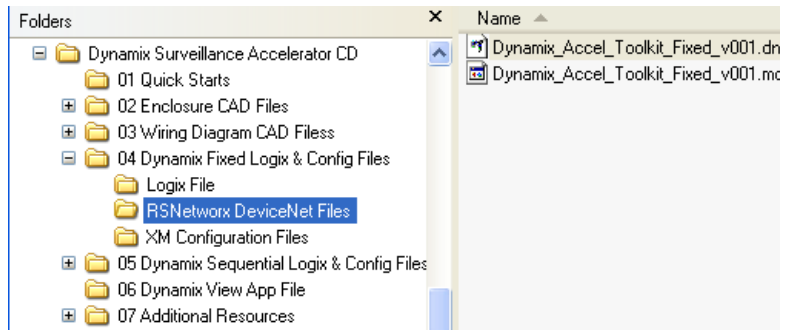 Folders
Dynamix Surveillance Accelerator CD
01 Quick Starts
02 Enclosure CAD Files
03 Wiring Diagram CAD Filess
04 Dynamix Fixed Logix & Config Files
Logix File
RSNetworx DeviceNet Files
XM Configuration Files
05 Dynamix Sequential Logix & Config Files
06 Dynamix View App File
07 Additional Resources
Name
Dynamix_Accel_Toolkit_Fixed_v001.dn
Dynamix_Accel_Toolkit_Fixed_v001.mc